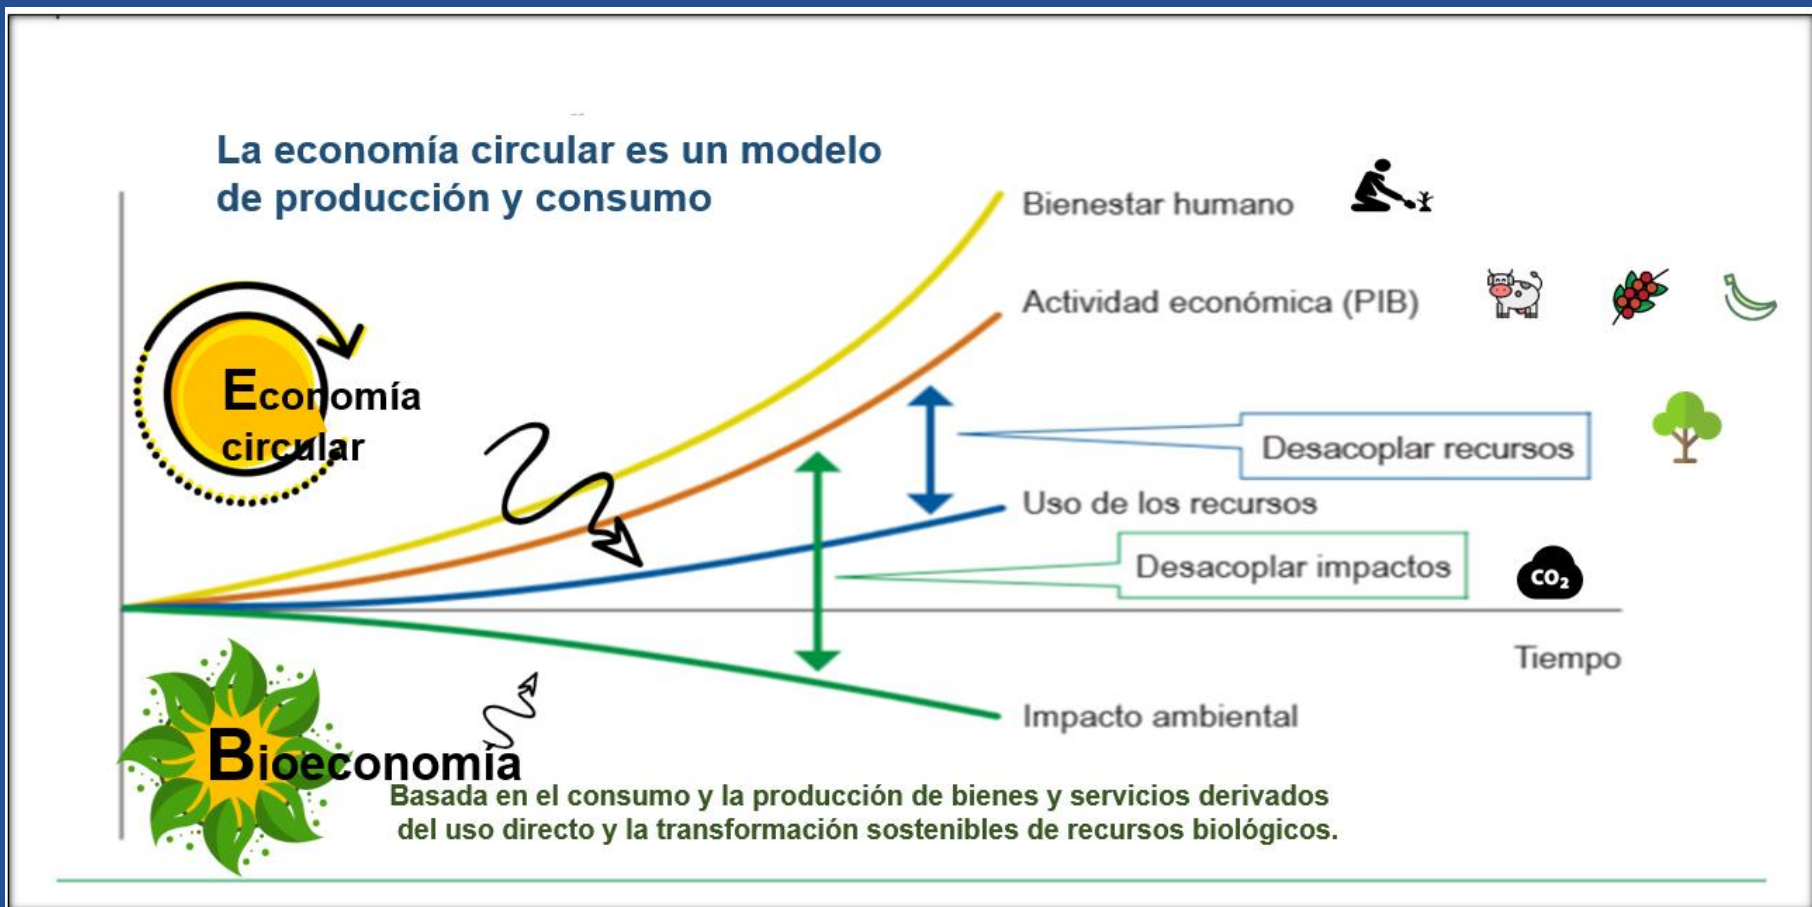 La economía circular es un modelo
de producción y consumo
Bienestar humano
Actividad económica (PIB)
Economía
circular
Desacoplar recursos
Uso de los recursos
Desacoplar impactos
CO₂
Tiempo
Impacto ambiental
Bioeconomía
Basada en el consumo y la producción de bienes y servicios derivados
del uso directo y la transformación sostenibles de recursos biológicos.